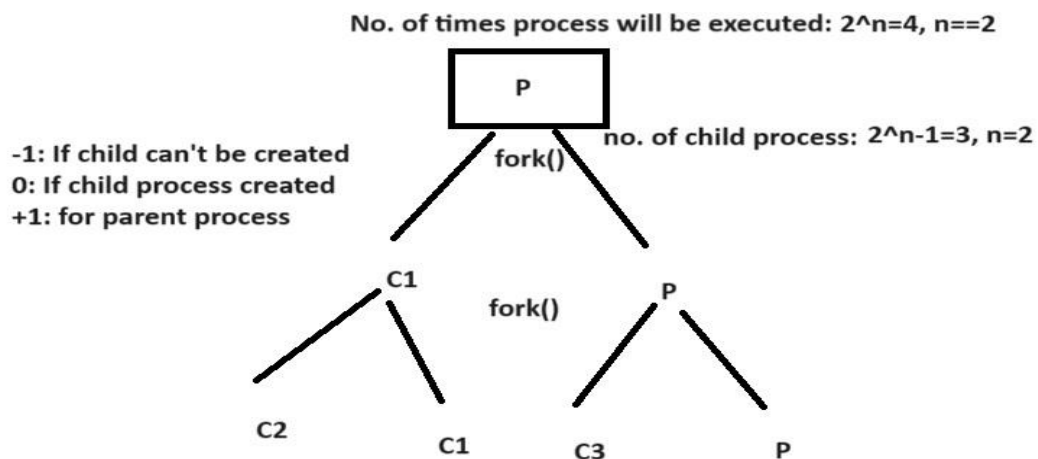 No. of times process will be executed: 2^n=4, n==2
P
no. of child process: 2^n-1=3, n=2
-1: If child can't be created
0: If child process created
+1: for parent process
fork()
C1
fork()
P
C2
C1
C3
P